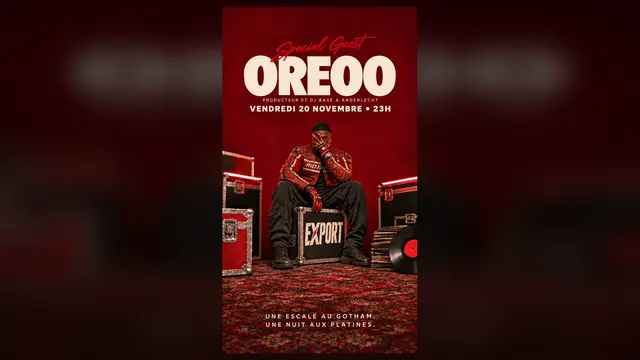 Special Guest
OREOO
PRODUCTEUR ET DJ BASÉ À ANDERLECHT
VENDREDI 20 NOVEMBRE • 23H
MOTO
EXPORT
UNE ESCALE AU GOTHAM.
UNE NUIT AUX PLATINES.